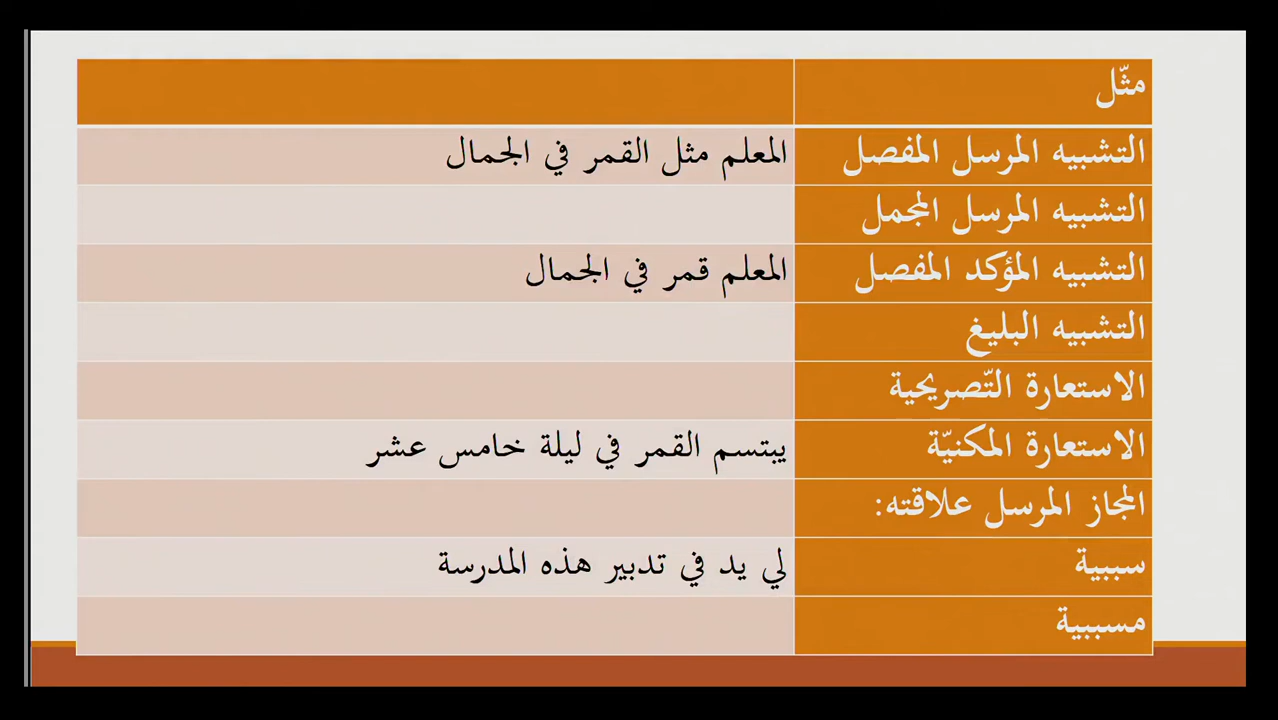 مثّل
التشبيه المرسل المفصل المعلم مثل القمر في الجمال
التشبيه المرسل المجمل
التشبيه المؤكد المفصل المعلم قمر في الجمال
التشبيه البليغ
الاستعارة التّصريحية
الاستعارة المكنيّة يبتسم القمر في ليلة خامس عشر
المجاز المرسل علاقته:
سببية لي يد في تدبير هذه المدرسة
مسببية